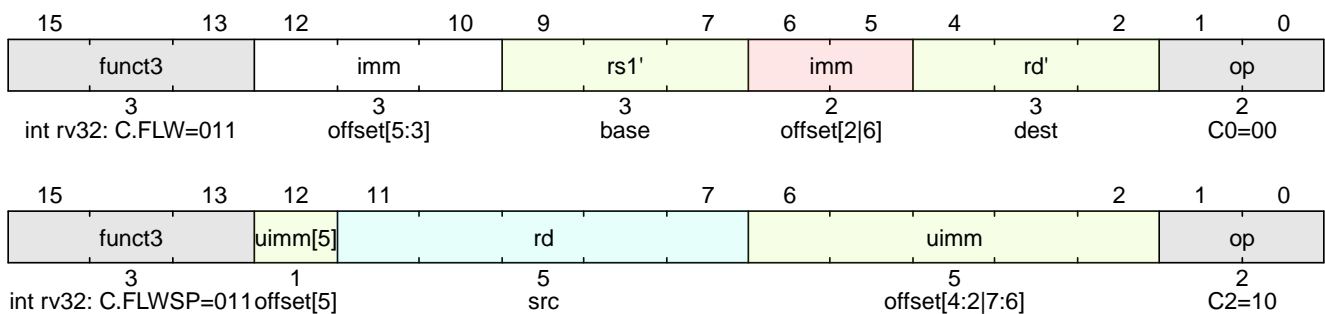 15 13 12 10 9 7 6 5 4 2 1 0
funct3 imm rs1' imm rd' op
3 3 3 2 3 2
int rv32: C.FLW=011 offset[5:3] base offset[2|6] dest C0=00
15 13 12 11 7 6 2 1 0
funct3 uimm[5] rd uimm op
3 1 5 5 2
int rv32: C.FLWSP=011 offset[5] src offset[4:2|7:6] C2=10